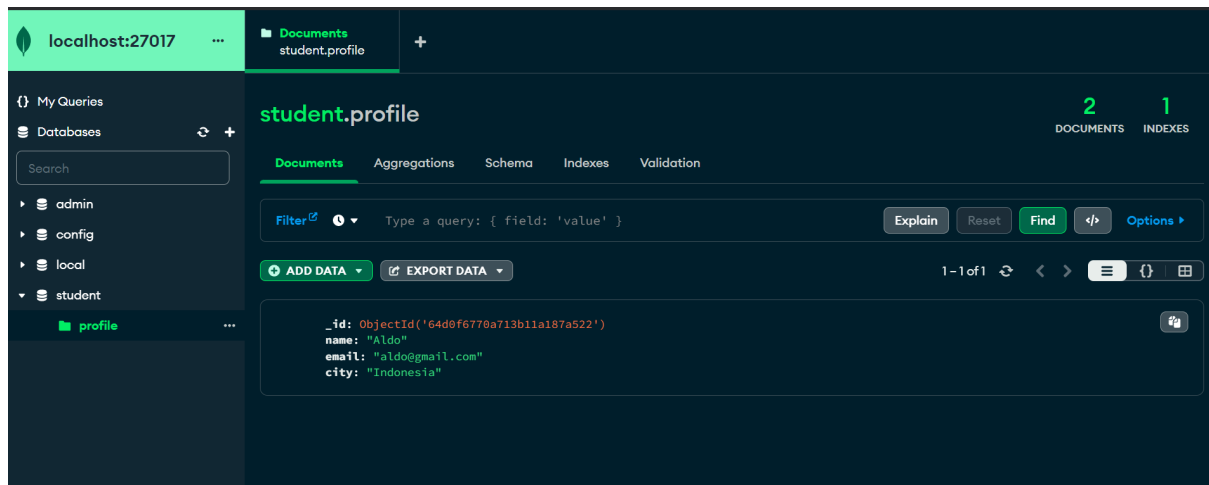 localhost:27017 ...
{} My Queries
Databases
Search
admin
config
local
student
profile ...
Documents
student.profile
+
student.profile
2
DOCUMENTS
1
INDEXES
Documents Aggregations Schema Indexes Validation
Filter Type a query: { field: 'value' } Explain Reset Find </> Options
ADD DATA EXPORT DATA 1-1 of 1 {}
_id: ObjectId('64d0f6770a713b11a187a522')
name: "Aldo"
email: "aldo@gmail.com"
city: "Indonesia"